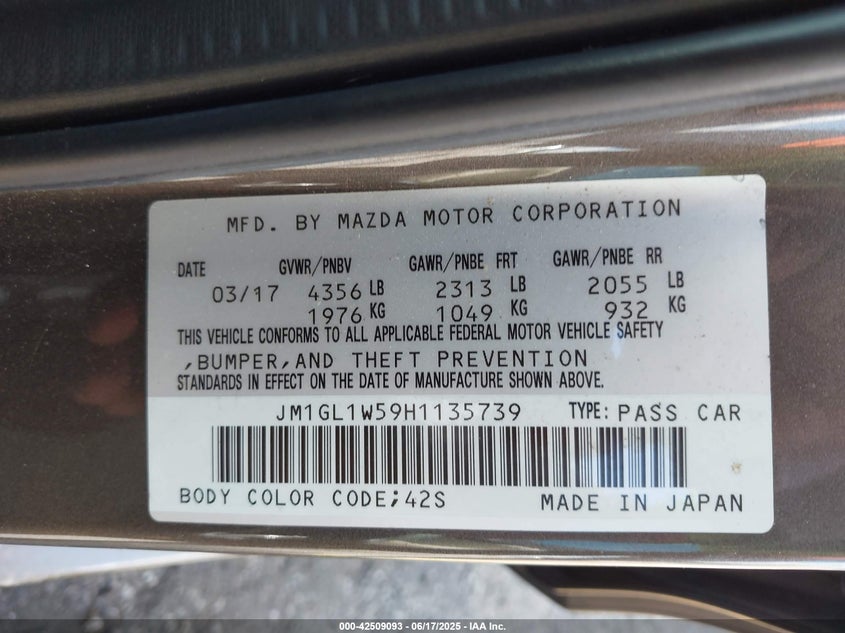 MFD. BY MAZDA MOTOR CORPORATION
DATE GVWR/PNBV GAWR/PNBE FRT GAWR/PNBE RR
03/17 4356 LB 2313 LB 2055 LB
1976 KG 1049 KG 932 KG
THIS VEHICLE CONFORMS TO ALL APPLICABLE FEDERAL MOTOR VEHICLE SAFETY
,BUMPER,AND THEFT PREVENTION
STANDARDS IN EFFECT ON THE DATE OF MANUFACTURE SHOWN ABOVE.
JM1GL1W59H1135739 TYPE: PASS CAR
BODY COLOR CODE;42S MADE IN JAPAN
000-42509093 - 06/17/2025 - IAA Inc.